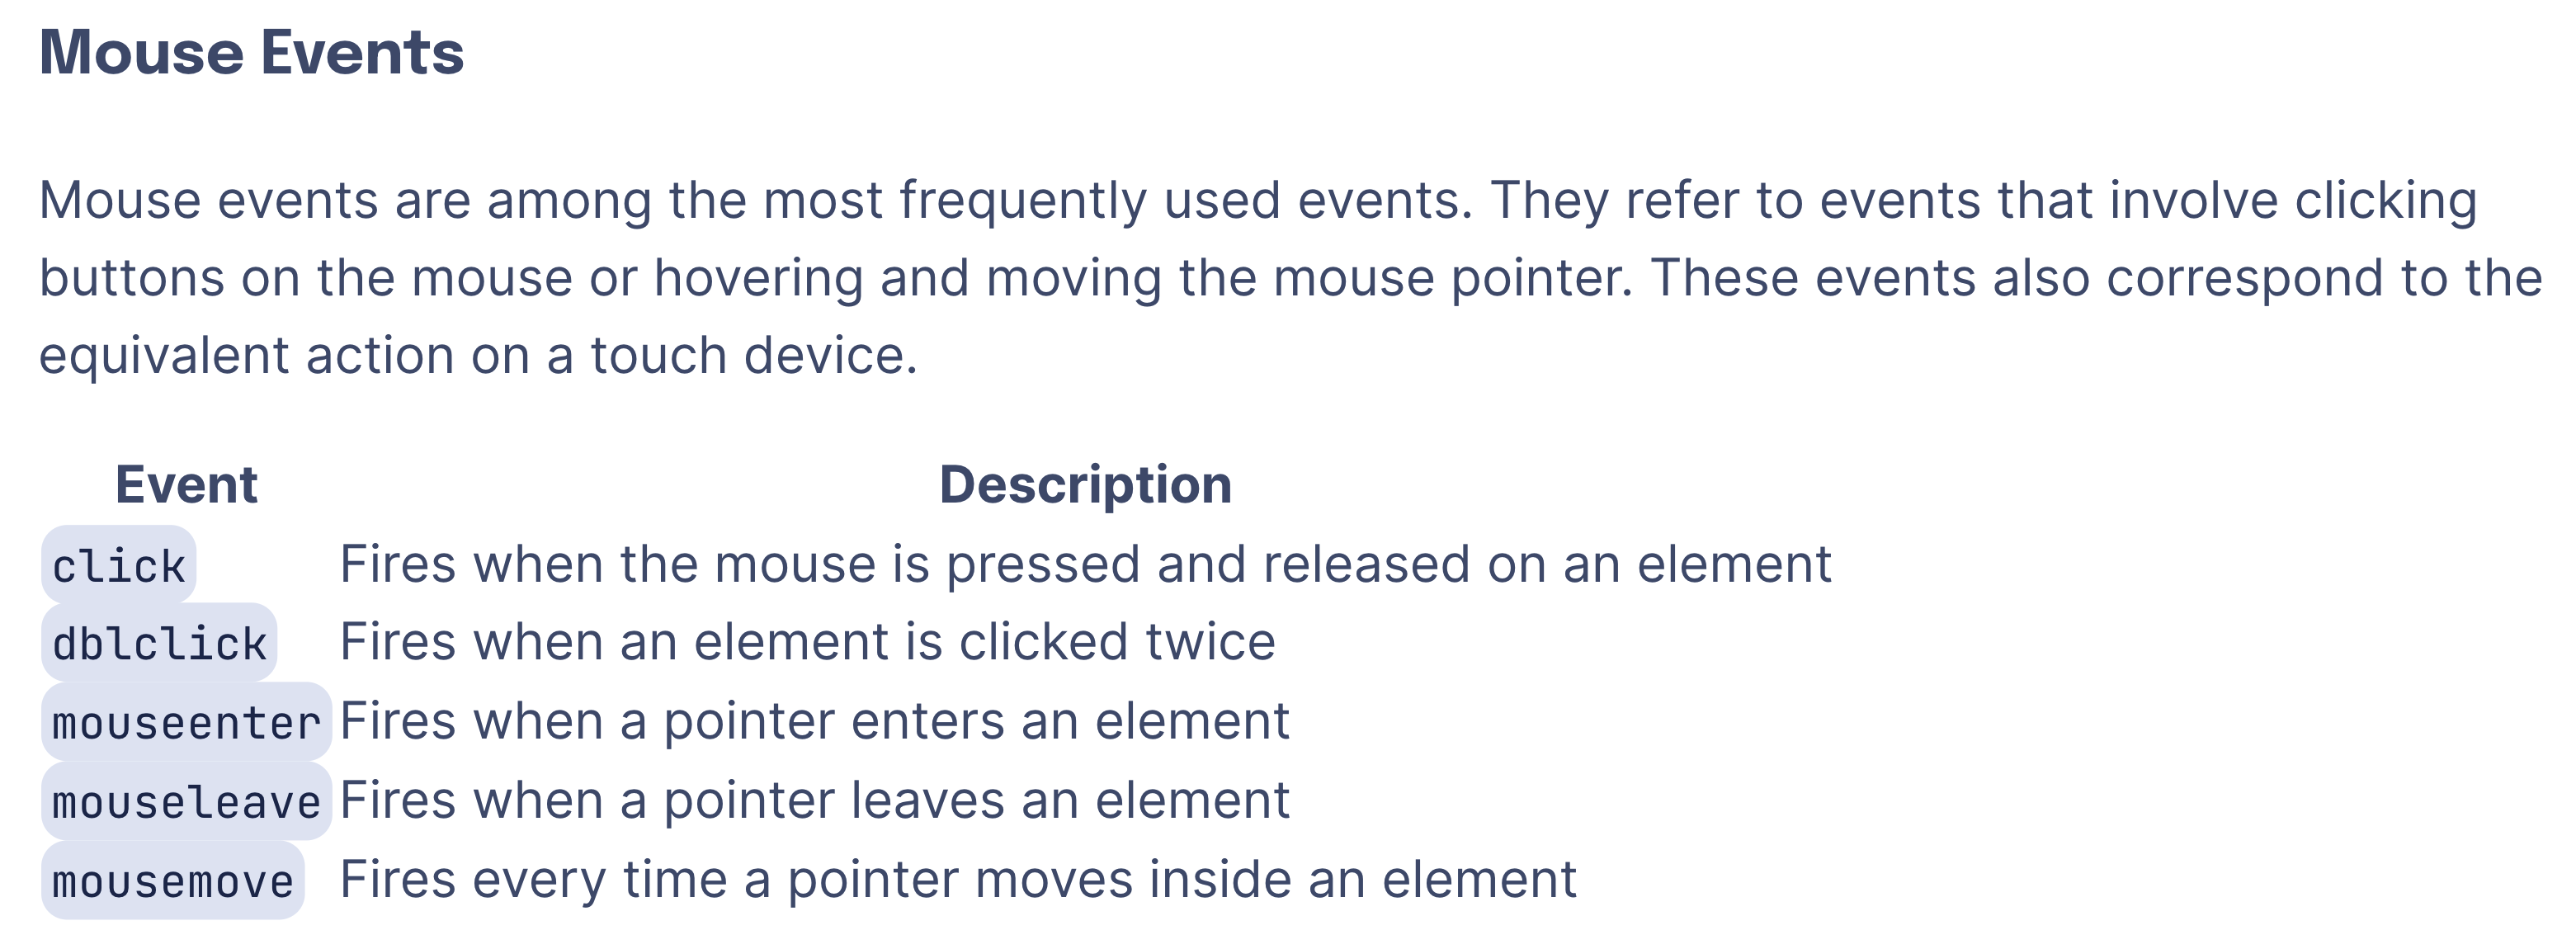 Mouse Events
Mouse events are among the most frequently used events. They refer to events that involve clicking
buttons on the mouse or hovering and moving the mouse pointer. These events also correspond to the
equivalent action on a touch device.
Event Description
click Fires when the mouse is pressed and released on an element
dblclick Fires when an element is clicked twice
mouseenter Fires when a pointer enters an element
mouseleave Fires when a pointer leaves an element
mousemove Fires every time a pointer moves inside an element